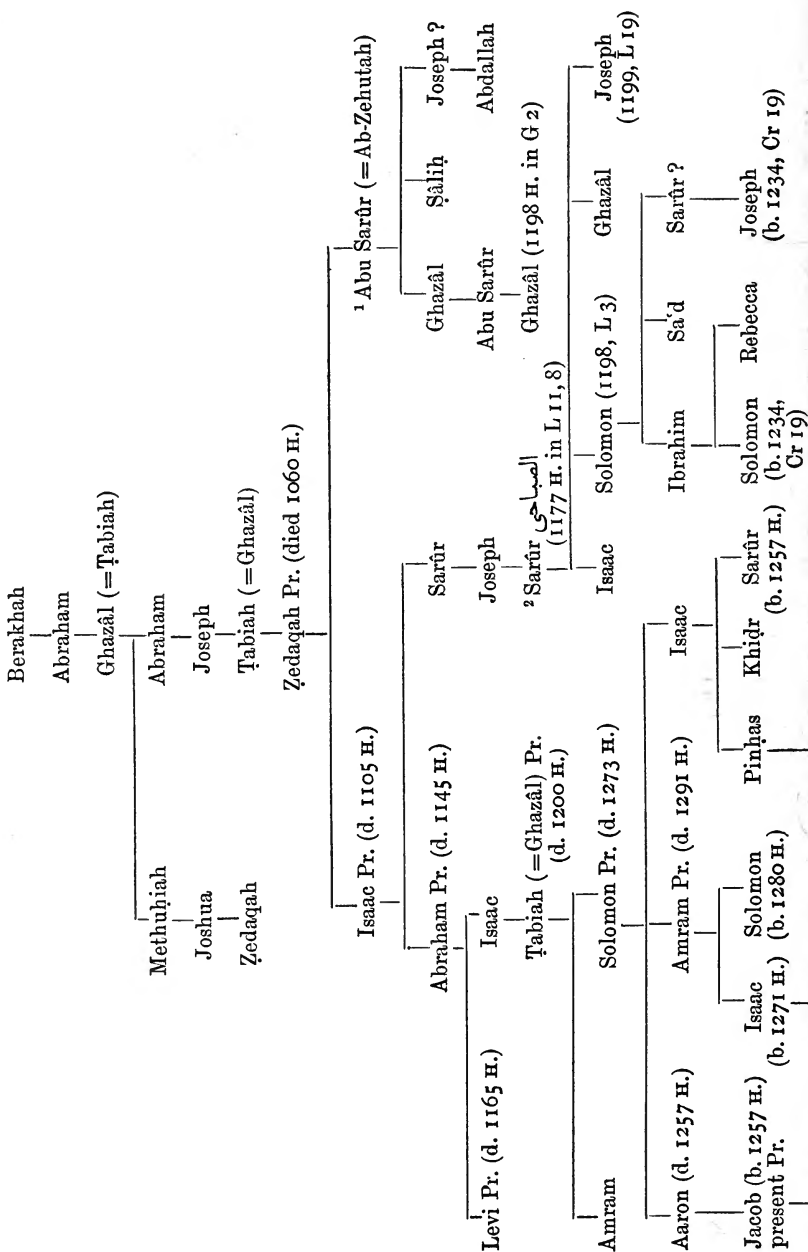 Berakhah
Abraham
Ghazâl (=Ṭabiah)
Methuḥiah
Abraham
Joshua
Joseph
Ẓedaqah
Ṭabiah (=Ghazâl)
Ẓedaqah Pr. (died 1060 H.)
Isaac Pr. (d. 1105 H.)
¹ Abu Sarûr (=Ab-Zehutah)
Abraham Pr. (d. 1145 H.)
Sarûr
Ghazâl
Ṣâliḥ
Joseph ?
Joseph
Abu Sarûr
Abdallah
Levi Pr. (d. 1165 H.)
Isaac
² Sarûr الصباحى
(1177 H. in L 11, 8)
Ghazâl (1198 H. in G 2)
Ṭabiah (=Ghazâl) Pr.
(d. 1200 H.)
Isaac
Solomon (1198, L 3)
Ghazâl
Joseph
(1199, L 19)
Amram
Solomon Pr. (d. 1273 H.)
Ibrahim
Sa‘d
Sarûr ?
Aaron (d. 1257 H.)
Amram Pr. (d. 1291 H.)
Isaac
Solomon
(b. 1234,
Cr 19)
Rebecca
Joseph
(b. 1234, Cr 19)
Jacob (b. 1257 H.)
present Pr.
Isaac
(b. 1271 H.)
Solomon
(b. 1280 H.)
Pinḥas
Khiḍr
Sarûr
(b. 1257 H.)